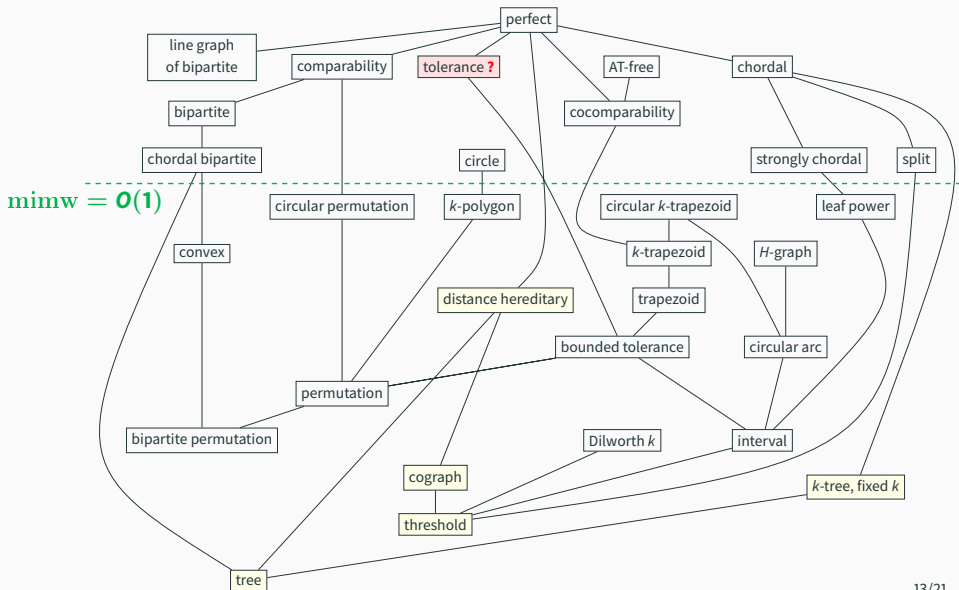 perfect
line graph
of bipartite
comparability
tolerance ?
AT-free
chordal
bipartite
cocomparability
chordal bipartite
circle
strongly chordal
split
mimw = O(1)
circular permutation
k-polygon
circular k-trapezoid
leaf power
convex
k-trapezoid
H-graph
distance hereditary
trapezoid
bounded tolerance
circular arc
permutation
bipartite permutation
Dilworth k
interval
cograph
k-tree, fixed k
threshold
tree
13/21